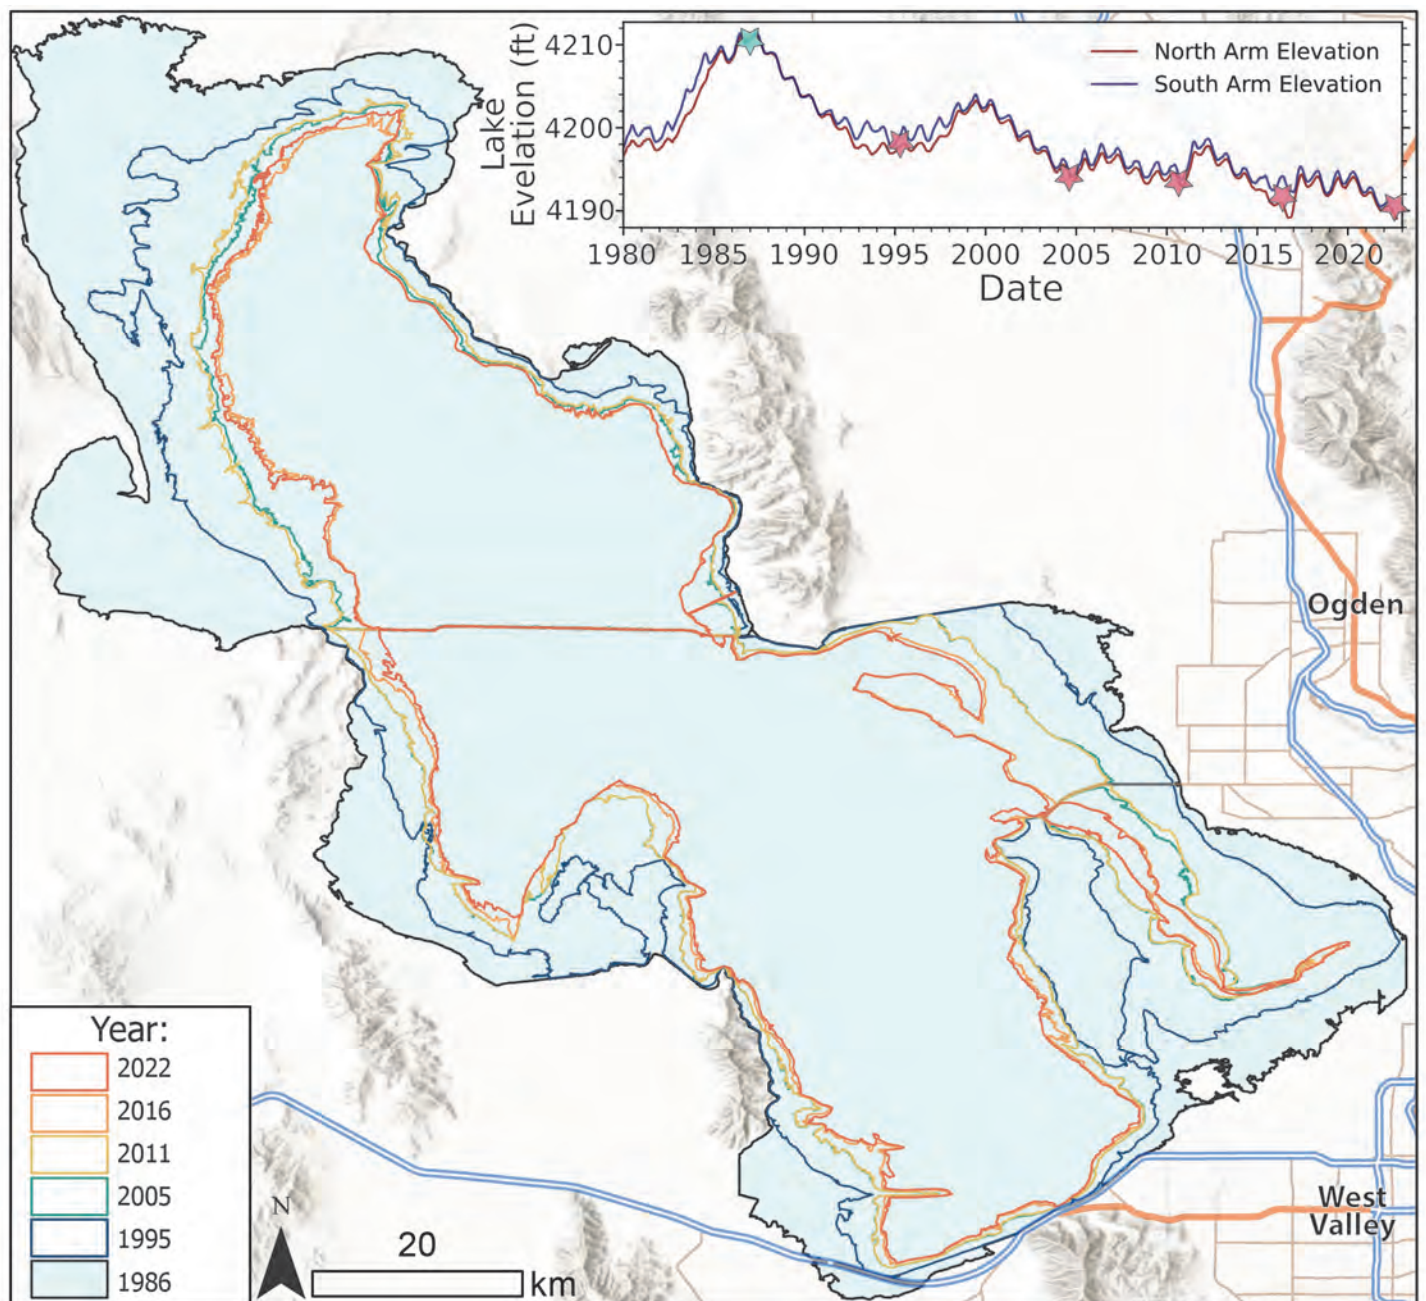 Lake
Evelation (ft)
4210
4200
4190
North Arm Elevation
South Arm Elevation
1980 1985 1990 1995 2000 2005 2010 2015 2020
Date
Ogden
Year:
2022
2016
2011
2005
1995
1986
N
20
km
West
Valley